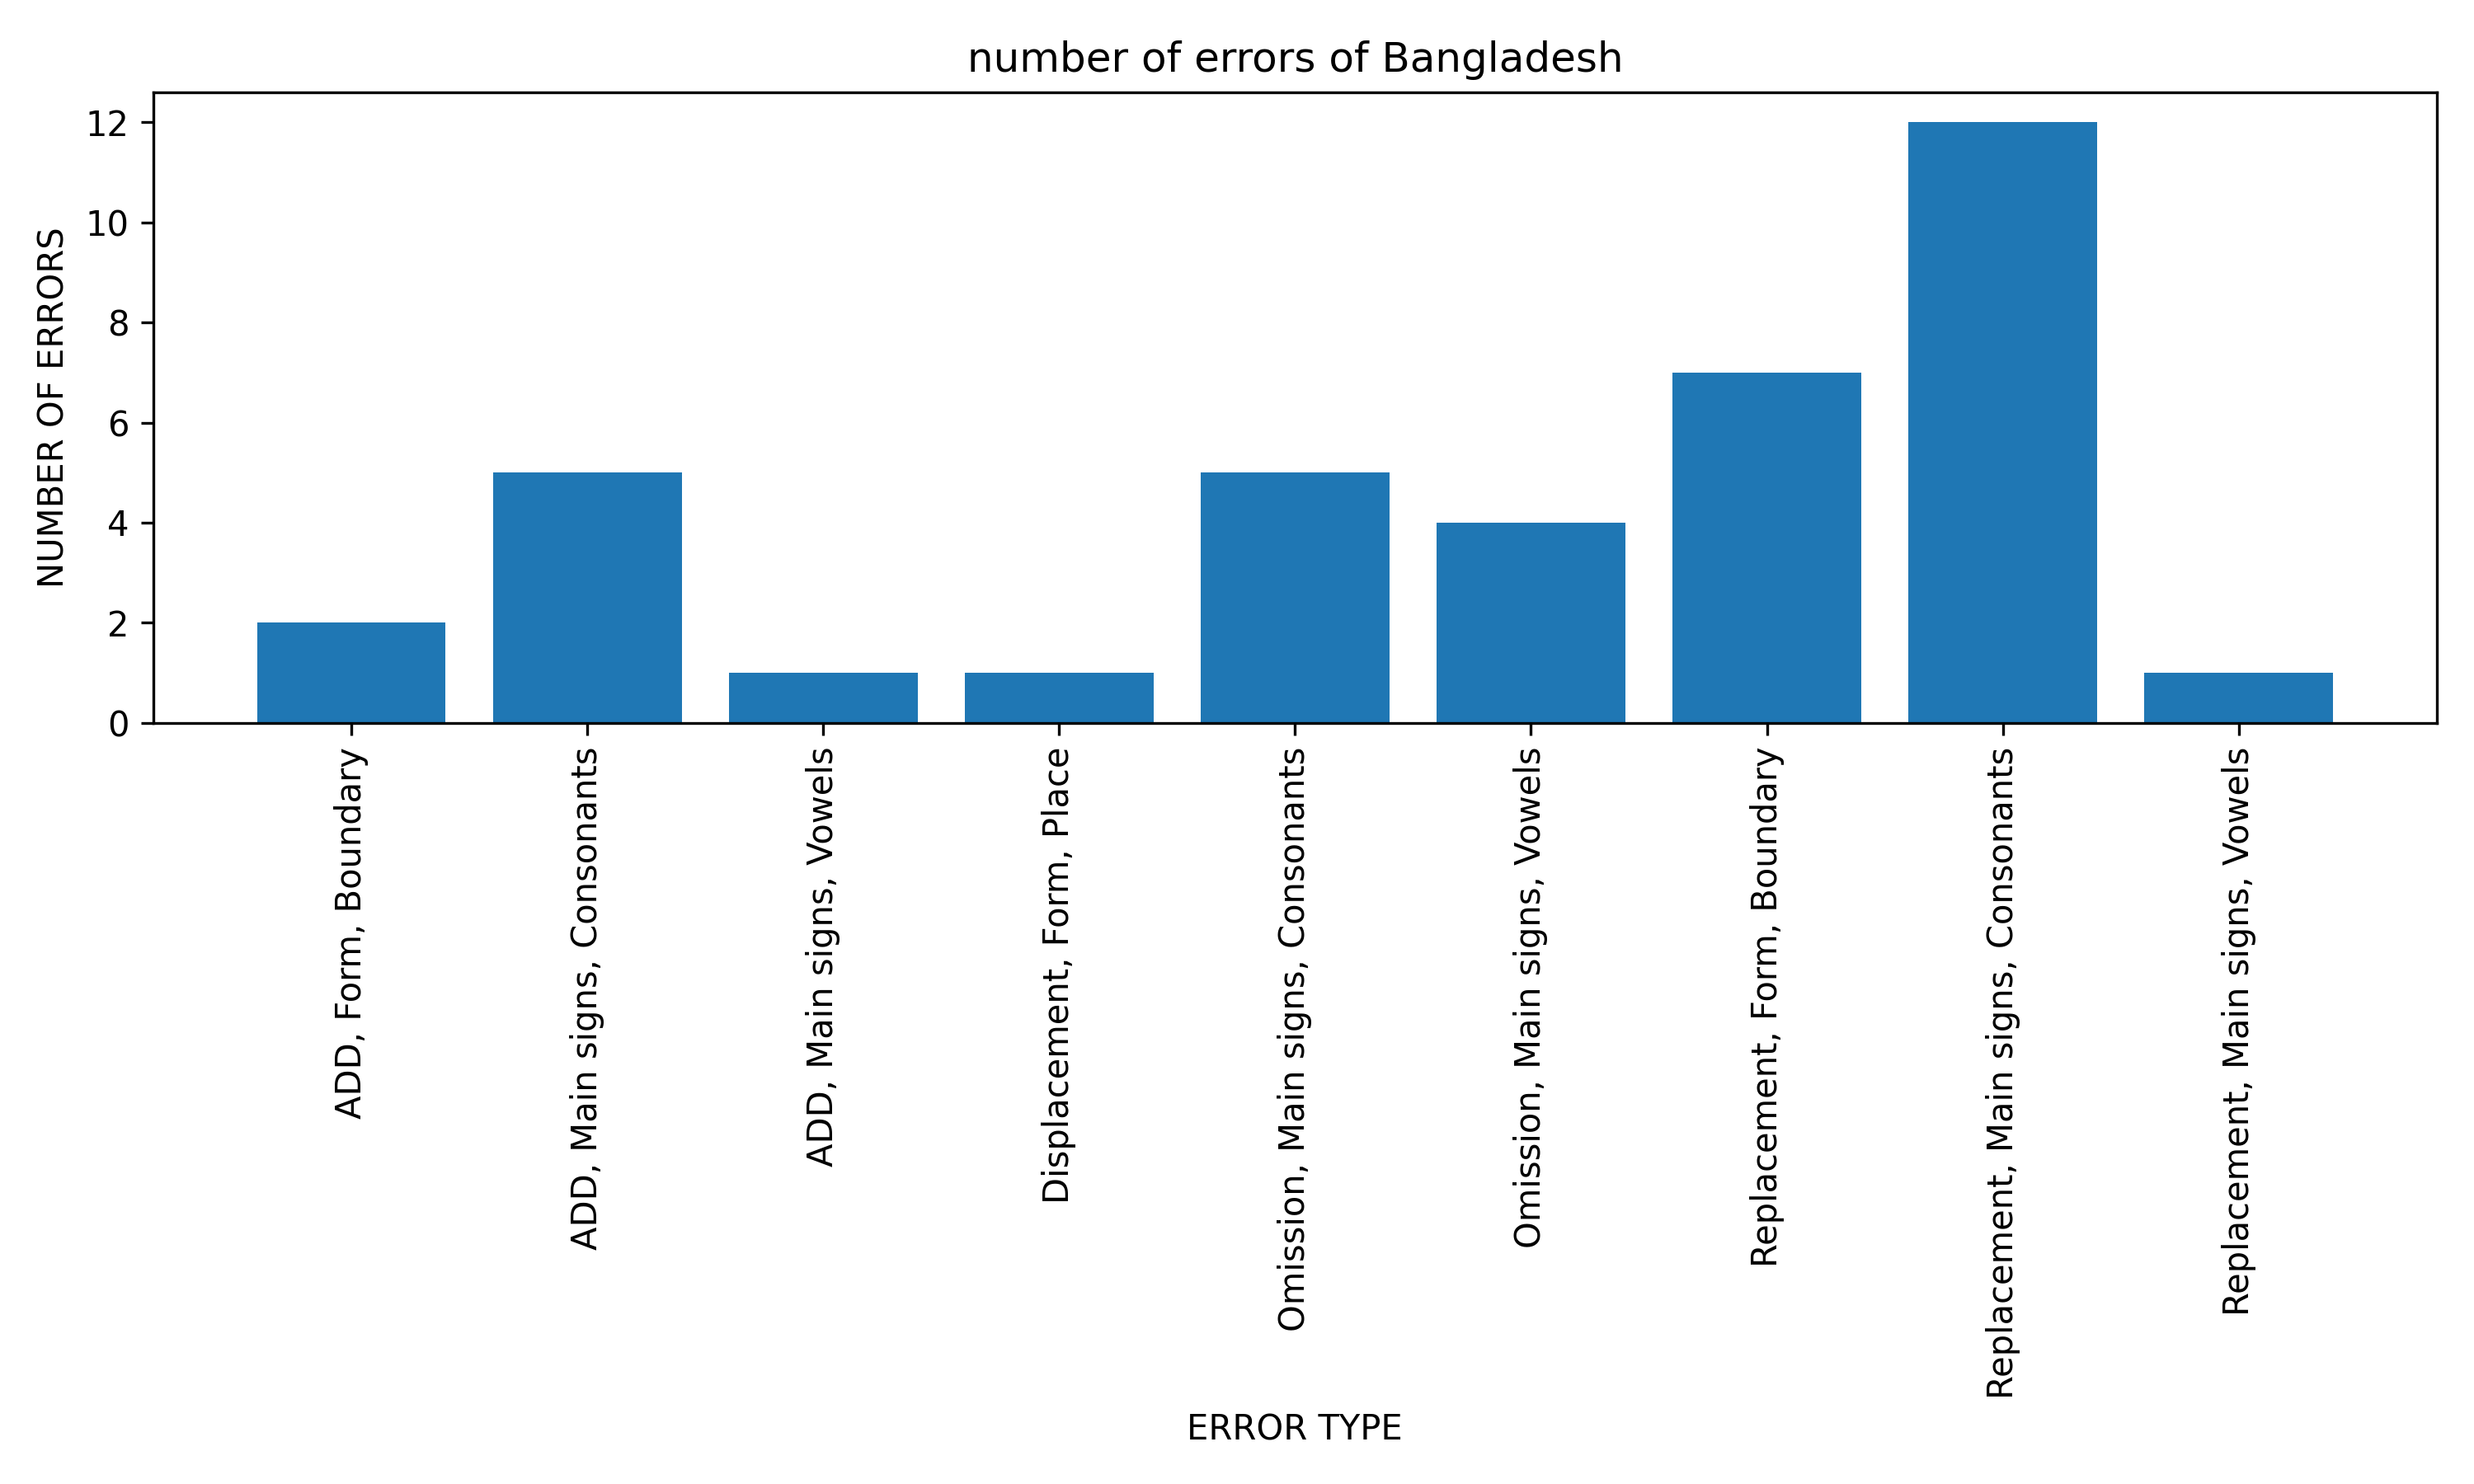 number of errors of Bangladesh
NUMBER OF ERRORS
12
10
8
6
4
2
0
ADD, Form, Boundary
ADD, Main signs, Consonants
ADD, Main signs, Vowels
Displacement, Form, Place
Omission, Main signs, Consonants
Omission, Main signs, Vowels
Replacement, Form, Boundary
Replacement, Main signs, Consonants
Replacement, Main signs, Vowels
ERROR TYPE